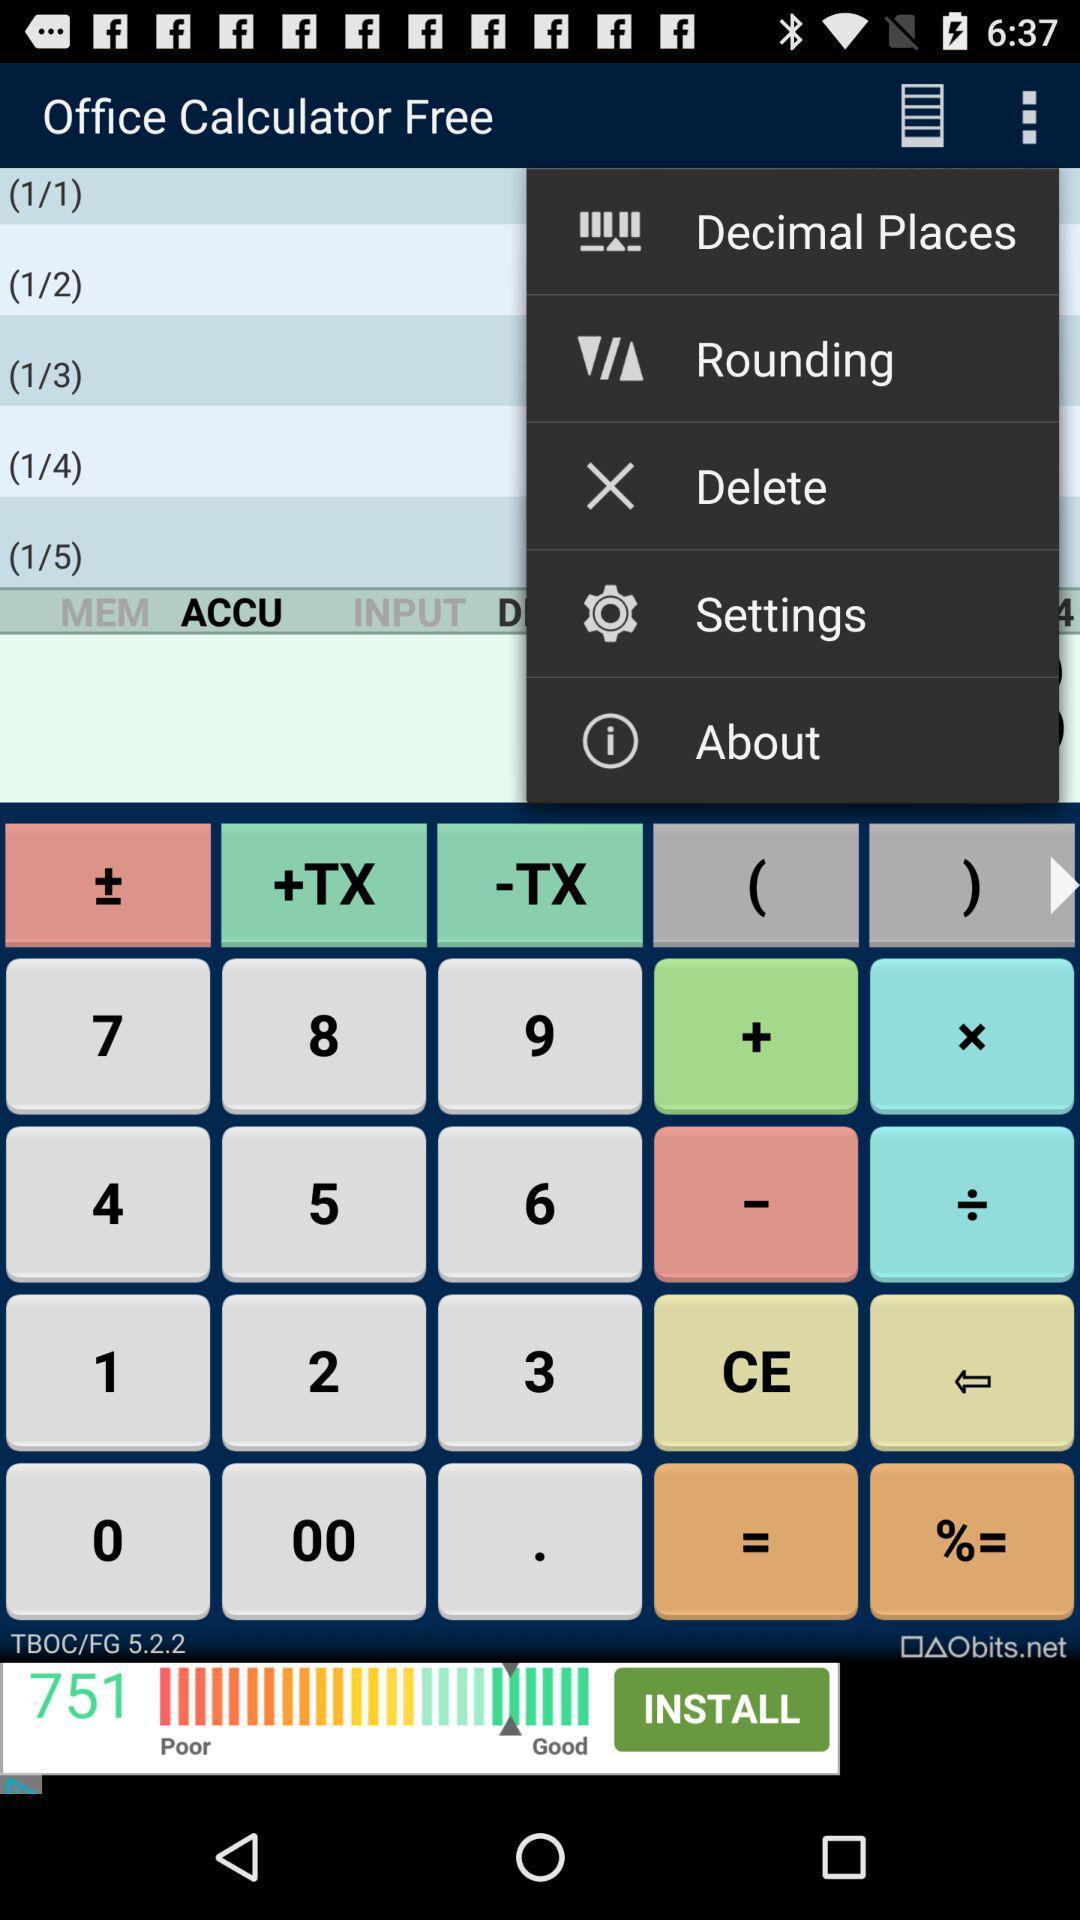 6:37
Office Calculator Free
(1/1)
(1/2)
(1/3)
(1/4)
(1/5)
Decimal Places
Rounding
Delete
Settings
About
MEM ACCU INPUT 4
± +TX -TX ( )
7 8 9 + ×
4 5 6 − ÷
1 2 3 CE ⇦
0 00 . = %=
TBOC/FG 5.2.2
□△Obits.net
751
Poor Good
INSTALL